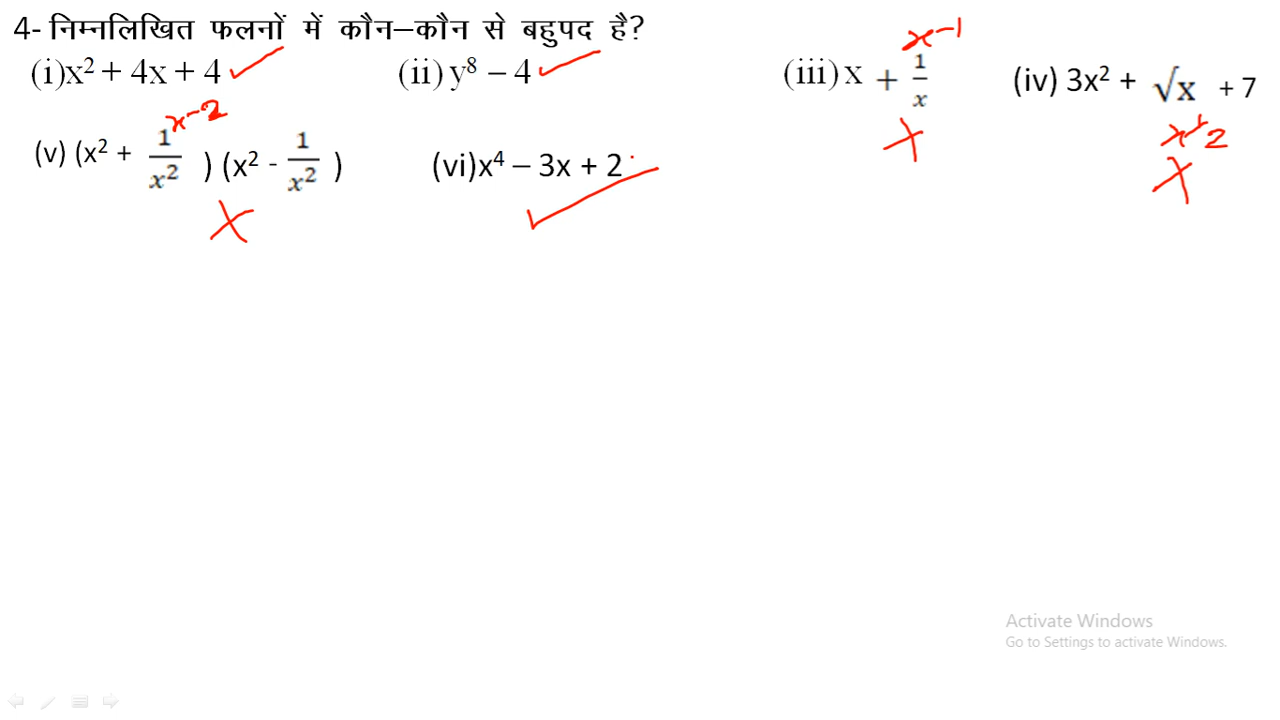 4- निम्नलिखित फलनों में कौन–कौन से बहुपद है?
x-1
(i)x² + 4x + 4 (ii) y⁸ – 4 (iii) x + 1/x (iv) 3x² + √x + 7
x-2 x1/2
(v) (x² + 1/x² ) (x² - 1/x² ) (vi)x⁴ – 3x + 2
Activate Windows
Go to Settings to activate Windows.